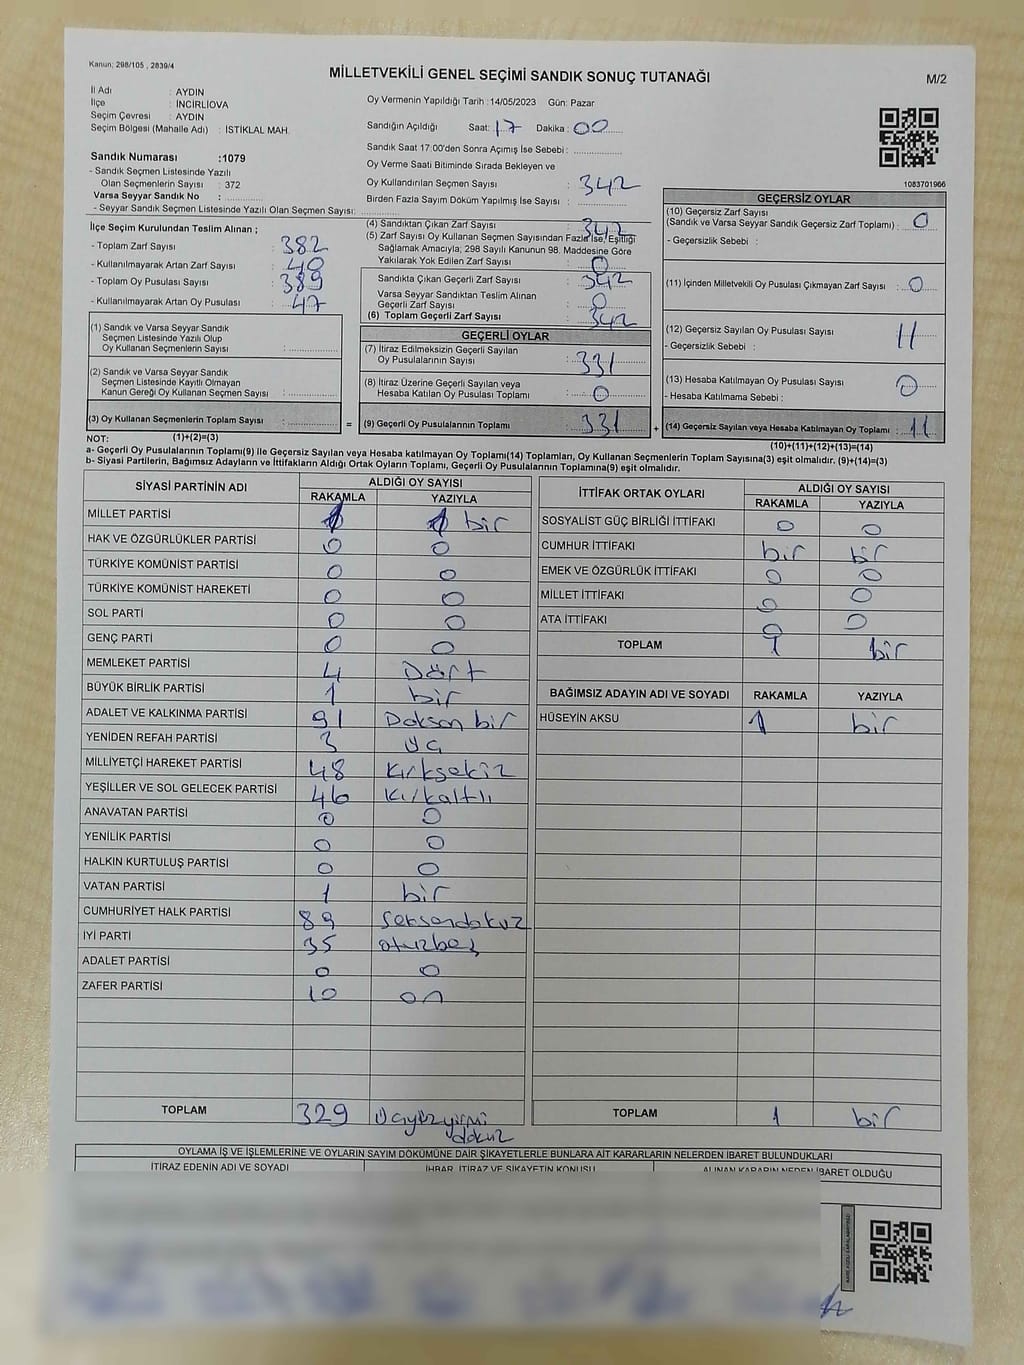 Kanun; 298/105 , 2839/4
MİLLETVEKİLİ GENEL SEÇİMİ SANDIK SONUÇ TUTANAĞI
M/2
İl Adı : AYDIN
İlçe : İNCİRLİOVA
Seçim Çevresi : AYDIN
Seçim Bölgesi (Mahalle Adı) : İSTİKLAL MAH.
Sandık Numarası :1079
- Sandık Seçmen Listesinde Yazılı
Olan Seçmenlerin Sayısı : 372
Varsa Seyyar Sandık No :
- Seyyar Sandık Seçmen Listesinde Yazılı Olan Seçmen Sayısı:
Oy Vermenin Yapıldığı Tarih :14/05/2023 Gün: Pazar
Sandığın Açıldığı Saat: 17 Dakika : 00
Sandık Saat 17:00'den Sonra Açımış İse Sebebi :
Oy Verme Saati Bitiminde Sırada Bekleyen ve
Oy Kullandırılan Seçmen Sayısı : 342
Birden Fazla Sayım Döküm Yapılmış İse Sayısı :
1083701966
İlçe Seçim Kurulundan Teslim Alınan ;
- Toplam Zarf Sayısı : 382
- Kullanılmayarak Artan Zarf Sayısı : 40
- Toplam Oy Pusulası Sayısı : 389
- Kullanılmayarak Artan Oy Pusulası : 47
(1) Sandık ve Varsa Seyyar Sandık
Seçmen Listesinde Yazılı Olup
Oy Kullanan Seçmenlerin Sayısı :
(2) Sandık ve Varsa Seyyar Sandık
Seçmen Listesinde Kayıtlı Olmayan
Kanun Gereği Oy Kullanan Seçmen Sayısı :
(3) Oy Kullanan Seçmenlerin Toplam Sayısı :
(4) Sandıktan Çıkan Zarf Sayısı : 342
(5) Zarf Sayısı Oy Kullanan Seçmen Sayısından Fazla İse, Eşitliği
Sağlamak Amacıyla; 298 Sayılı Kanunun 98. Maddesine Göre
Yakılarak Yok Edilen Zarf Sayısı : 0
Sandıkta Çıkan Geçerli Zarf Sayısı : 342
Varsa Seyyar Sandıktan Teslim Alınan
Geçerli Zarf Sayısı : 0
(6) Toplam Geçerli Zarf Sayısı : 342
GEÇERLİ OYLAR
(7) İtiraz Edilmeksizin Geçerli Sayılan
Oy Pusulalarının Sayısı : 331
(8) İtiraz Üzerine Geçerli Sayılan veya
Hesaba Katılan Oy Pusulası Toplamı : 0
= (9) Geçerli Oy Pusulalarının Toplamı : 331
GEÇERSİZ OYLAR
(10) Geçersiz Zarf Sayısı
(Sandık ve Varsa Seyyar Sandık Geçersiz Zarf Toplamı) : 0
- Geçersizlik Sebebi :
(11) İçinden Milletvekili Oy Pusulası Çıkmayan Zarf Sayısı : 0
(12) Geçersiz Sayılan Oy Pusulası Sayısı : 11
- Geçersizlik Sebebi :
(13) Hesaba Katılmayan Oy Pusulası Sayısı : 0
- Hesaba Katılmama Sebebi :
+ (14) Geçersiz Sayılan veya Hesaba Katılmayan Oy Toplamı : 11
NOT: (1)+(2)=(3)
(10)+(11)+(12)+(13)=(14)
a- Geçerli Oy Pusulalarının Toplamı(9) ile Geçersiz Sayılan veya Hesaba katılmayan Oy Toplamı(14) Toplamları, Oy Kullanan Seçmenlerin Toplam Sayısına(3) eşit olmalıdır. (9)+(14)=(3)
b- Siyasi Partilerin, Bağımsız Adayların ve İttifakların Aldığı Ortak Oyların Toplamı, Geçerli Oy Pusulalarının Toplamına(9) eşit olmalıdır.
SİYASİ PARTİNİN ADI ALDIĞI OY SAYISI
RAKAMLA YAZIYLA
MİLLET PARTİSİ 1 1 bir
HAK VE ÖZGÜRLÜKLER PARTİSİ 0 0
TÜRKİYE KOMÜNİST PARTİSİ 0 0
TÜRKİYE KOMÜNİST HAREKETİ 0 0
SOL PARTİ 0 0
GENÇ PARTİ 0 0
MEMLEKET PARTİSİ 4 Dört
BÜYÜK BİRLİK PARTİSİ 1 bir
ADALET VE KALKINMA PARTİSİ 91 Doksan bir
YENİDEN REFAH PARTİSİ 3 üç
MİLLİYETÇİ HAREKET PARTİSİ 48 Kırksekiz
YEŞİLLER VE SOL GELECEK PARTİSİ 46 Kırkaltı
ANAVATAN PARTİSİ 0 0
YENİLİK PARTİSİ 0 0
HALKIN KURTULUŞ PARTİSİ 0 0
VATAN PARTİSİ 1 bir
CUMHURİYET HALK PARTİSİ 89 Seksendokuz
İYİ PARTİ 35 otuzbeş
ADALET PARTİSİ 0 0
ZAFER PARTİSİ 10 on
TOPLAM 329 Üçyüzyirmi
dokuz
İTTİFAK ORTAK OYLARI ALDIĞI OY SAYISI
RAKAMLA YAZIYLA
SOSYALİST GÜÇ BİRLİĞİ İTTİFAKI 0 0
CUMHUR İTTİFAKI bir bir
EMEK VE ÖZGÜRLÜK İTTİFAKI 0 0
MİLLET İTTİFAKI 0 0
ATA İTTİFAKI 0 0
TOPLAM 1 bir
BAĞIMSIZ ADAYIN ADI VE SOYADI RAKAMLA YAZIYLA
HÜSEYİN AKSU 1 bir
TOPLAM 1 bir
OYLAMA İŞ VE İŞLEMLERİNE VE OYLARIN SAYIM DÖKÜMÜNE DAİR ŞİKAYETLERLE BUNLARA AİT KARARLARIN NELERDEN İBARET BULUNDUKLARI
İTİRAZ EDENİN ADI VE SOYADI İHBAR, İTİRAZ VE ŞİKAYETİN KONUSU ALINAN KARARIN NEDEN İBARET OLDUĞU